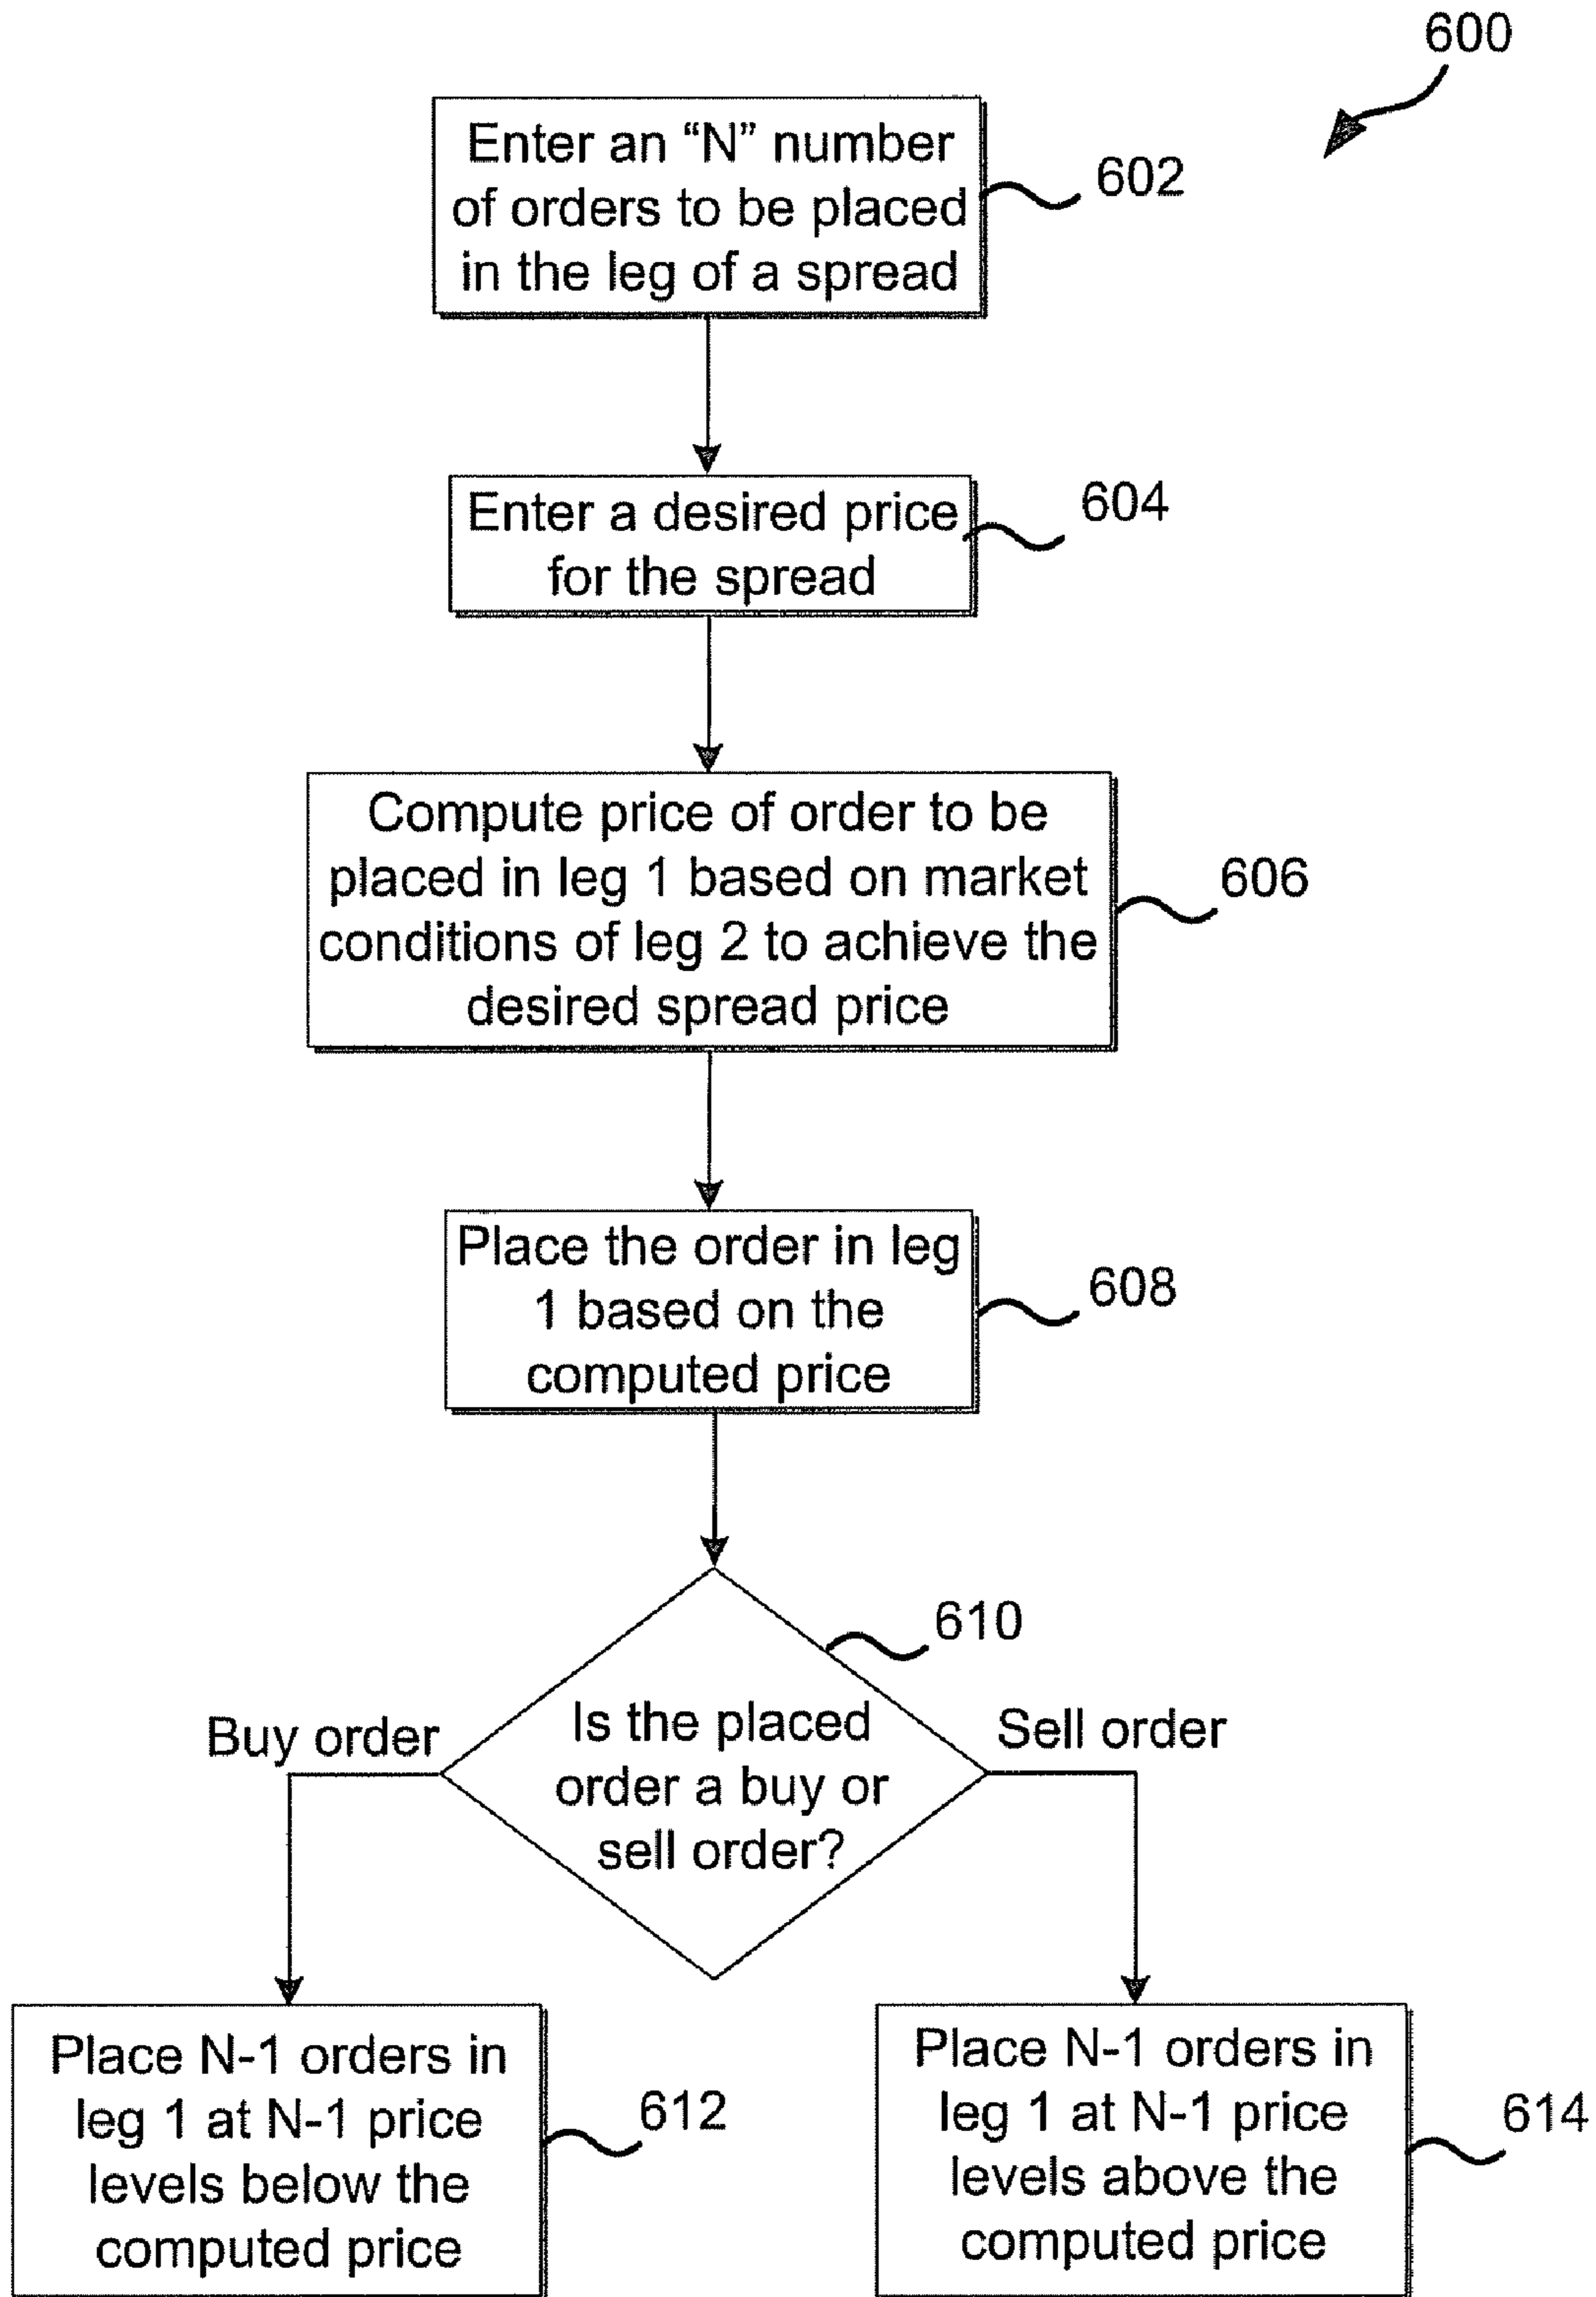 600
Enter an “N” number
of orders to be placed
in the leg of a spread
602
Enter a desired price
for the spread
604
Compute price of order to be
placed in leg 1 based on market
conditions of leg 2 to achieve the
desired spread price
606
Place the order in leg
1 based on the
computed price
608
610
Is the placed
order a buy or
sell order?
Buy order
Sell order
Place N-1 orders in
leg 1 at N-1 price
levels below the
computed price
612
Place N-1 orders in
leg 1 at N-1 price
levels above the
computed price
614